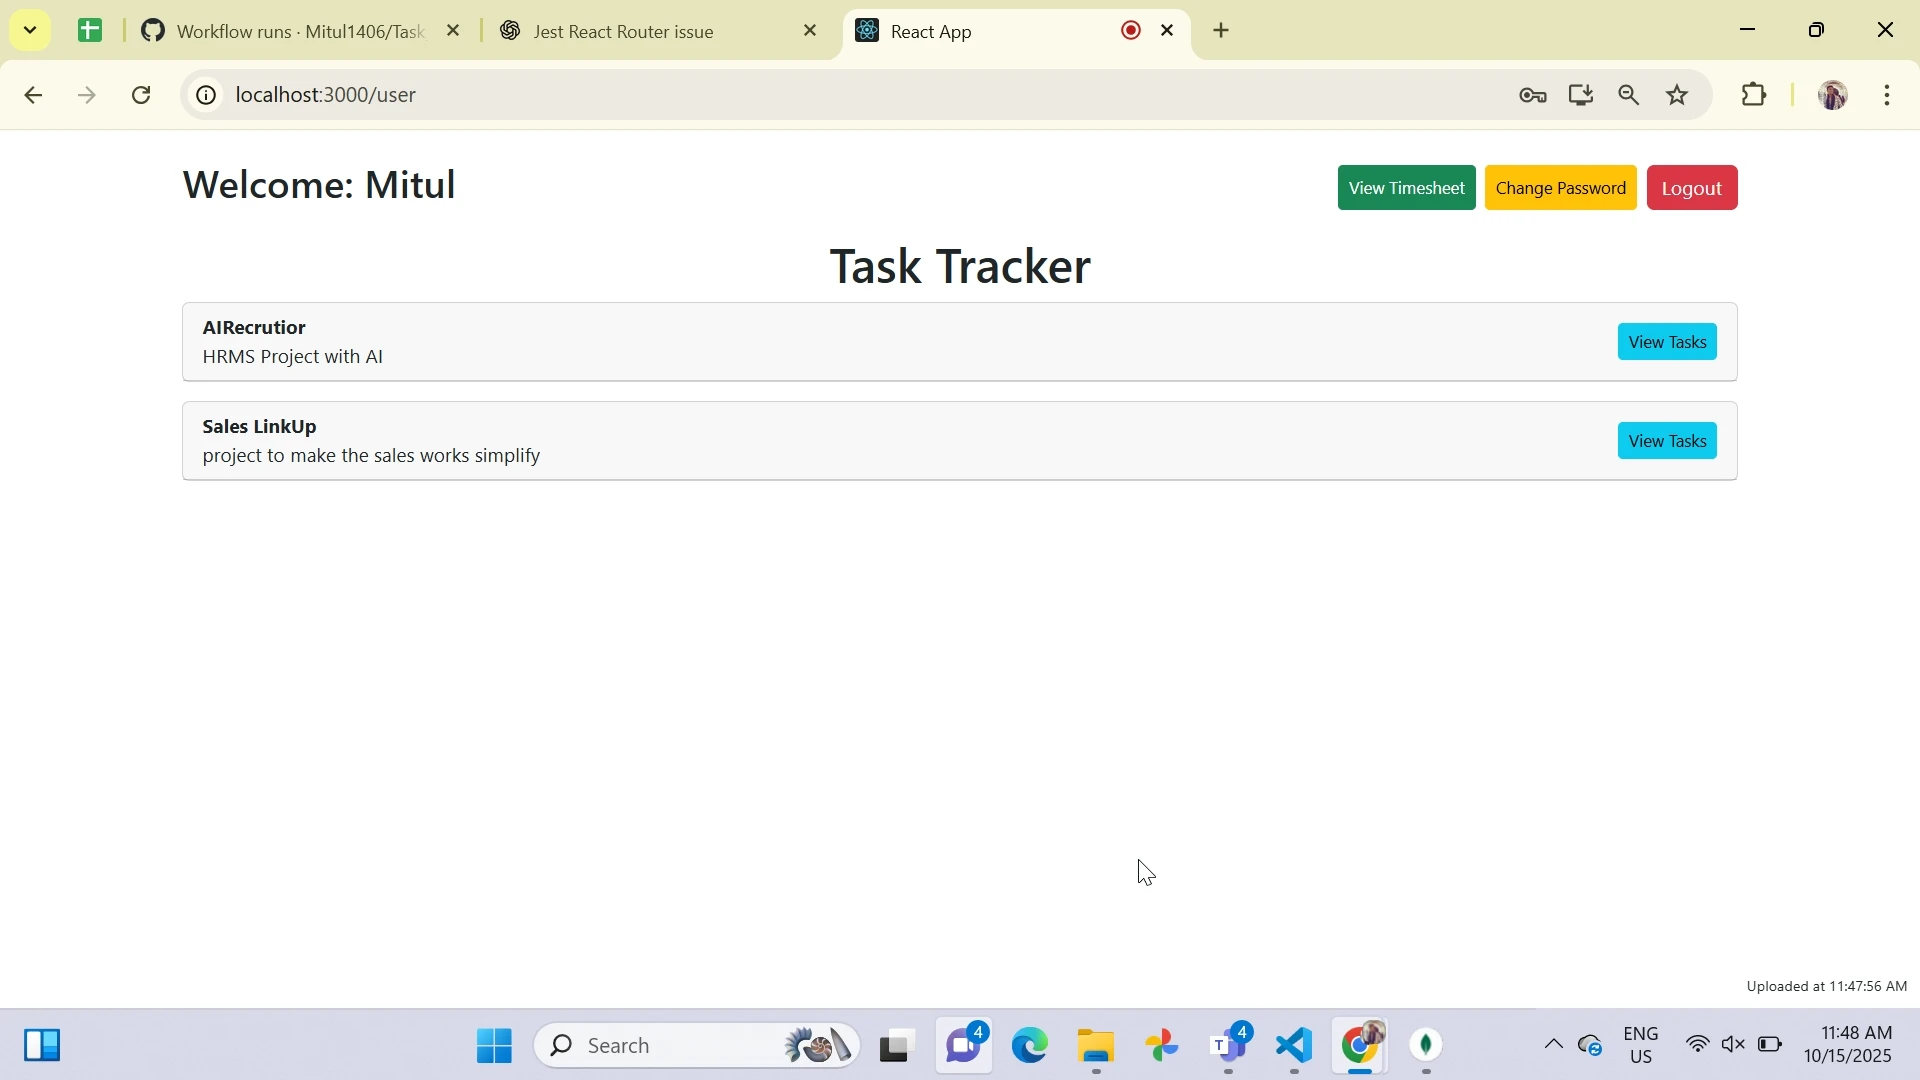 Workflow runs · Mitul1406/Task
Jest React Router issue
React App
localhost:3000/user
Welcome: Mitul
View Timesheet
Change Password
Logout
Task Tracker
AIRecrutior
HRMS Project with AI
View Tasks
Sales LinkUp
project to make the sales works simplify
View Tasks
Uploaded at 11:47:56 AM
Search
4
T
4
ENG
US
11:48 AM
10/15/2025